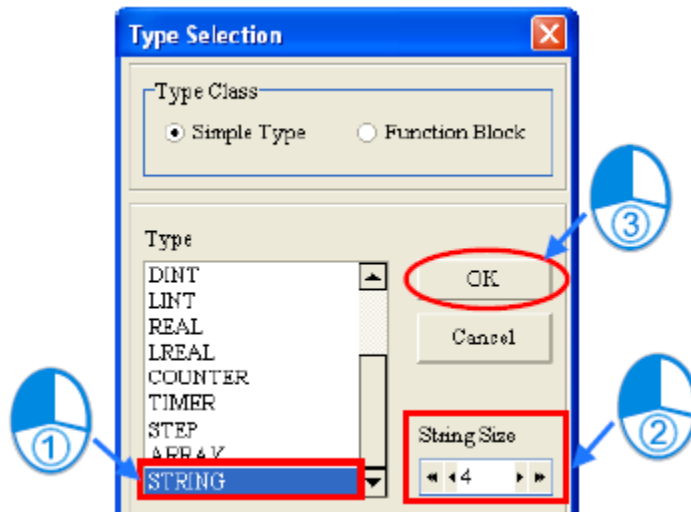 Type Selection
Type Class
Simple Type
Function Block
Type
DINT
LINT
REAL
LREAL
COUNTER
TIMER
STEP
ARRAY
STRING
OK
Cancel
String Size
4
1
2
3